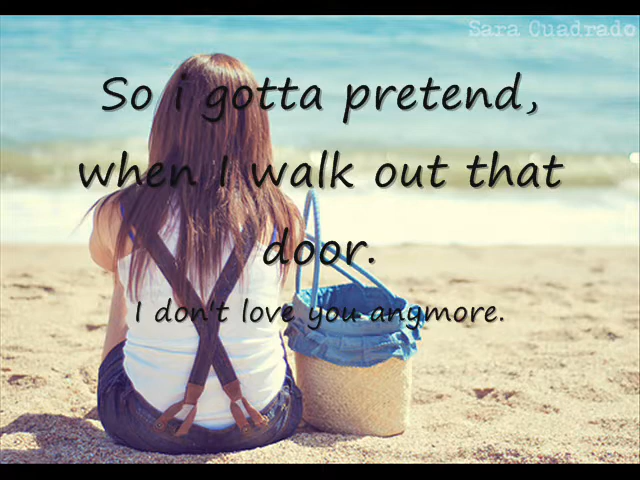 Sara Cuadrado
So i gotta pretend,
when I walk out that
door.
I don't love you anymore.